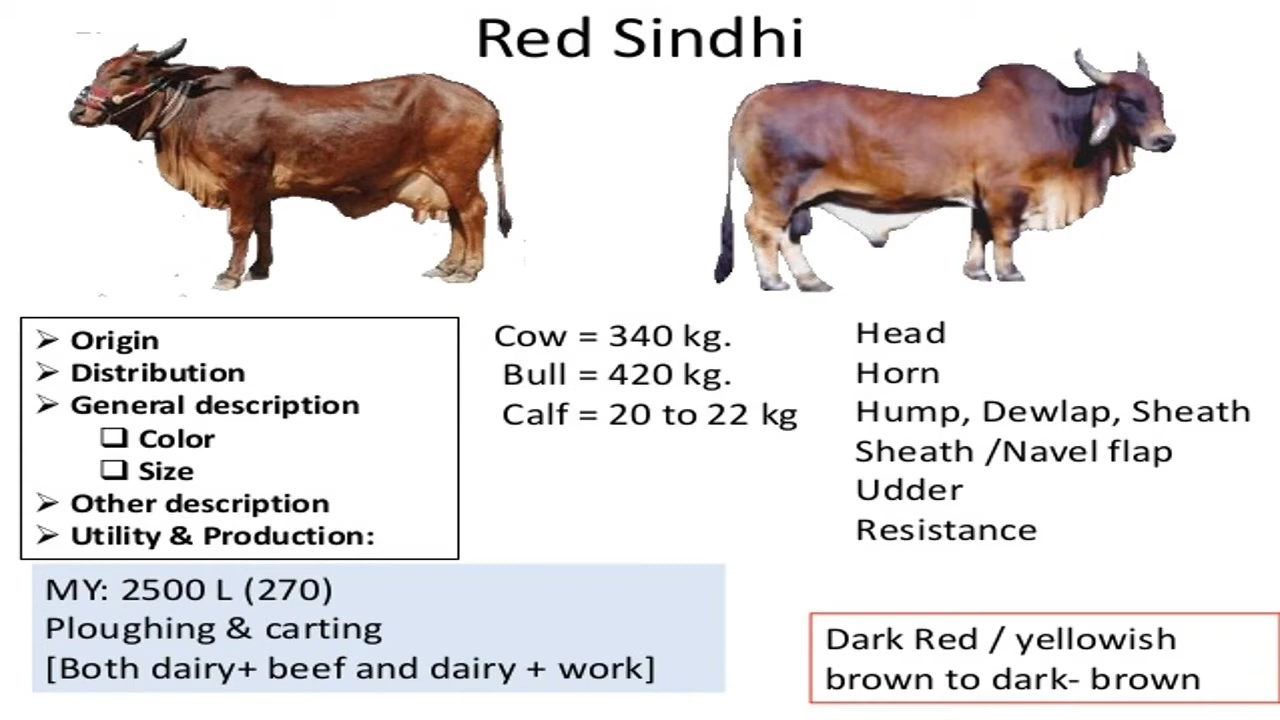 Red Sindhi
➢ Origin
➢ Distribution
➢ General description
❑ Color
❑ Size
➢ Other description
➢ Utility & Production:
Cow = 340 kg.
Bull = 420 kg.
Calf = 20 to 22 kg
Head
Horn
Hump, Dewlap, Sheath
Sheath /Navel flap
Udder
Resistance
MY: 2500 L (270)
Ploughing & carting
[Both dairy+ beef and dairy + work]
Dark Red / yellowish
brown to dark- brown